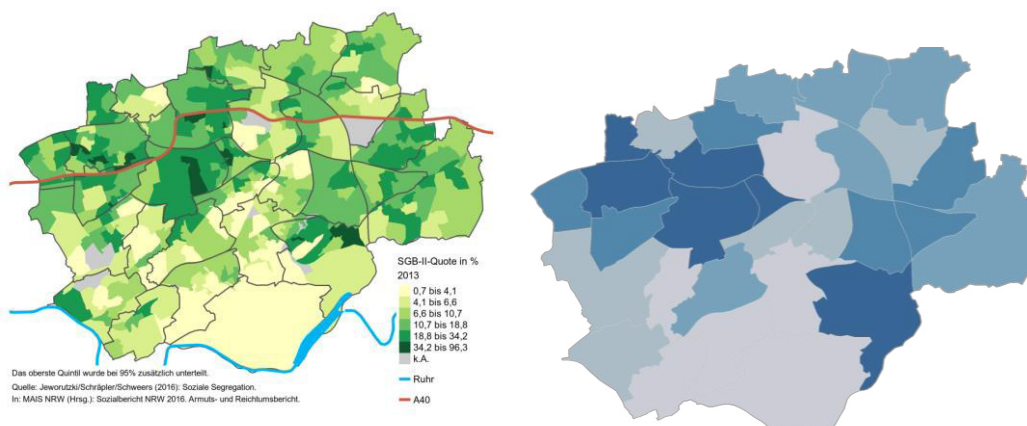 SGB-II-Quote in %
2013
0,7 bis 4,1
4,1 bis 6,6
6,6 bis 10,7
10,7 bis 18,8
18,8 bis 34,2
34,2 bis 96,3
k.A.
Ruhr
A40
Das oberste Quintil wurde bei 95% zusätzlich unterteilt.
Quelle: Jeworutzki/Schräpler/Schweers (2016): Soziale Segregation.
In: MAIS NRW (Hrsg.): Sozialbericht NRW 2016. Armuts- und Reichtumsbericht.